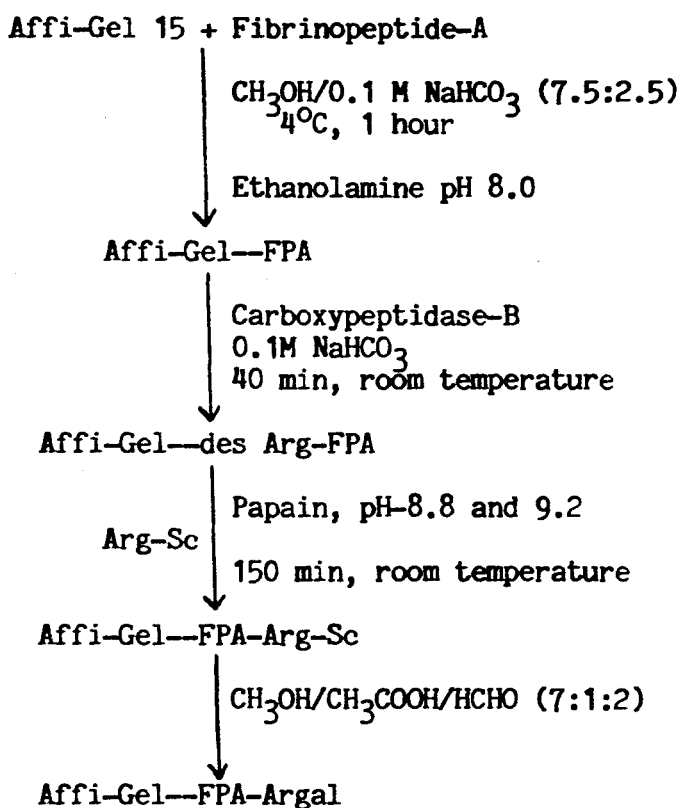 Affi-Gel 15 + Fibrinopeptide-A
CH3OH/0.1 M NaHCO3 (7.5:2.5)
4°C, 1 hour
Ethanolamine pH 8.0
Affi-Gel--FPA
Carboxypeptidase-B
0.1M NaHCO3
40 min, room temperature
Affi-Gel--des Arg-FPA
Papain, pH-8.8 and 9.2
Arg-Sc
150 min, room temperature
Affi-Gel--FPA-Arg-Sc
CH3OH/CH3COOH/HCHO (7:1:2)
Affi-Gel--FPA-Argal